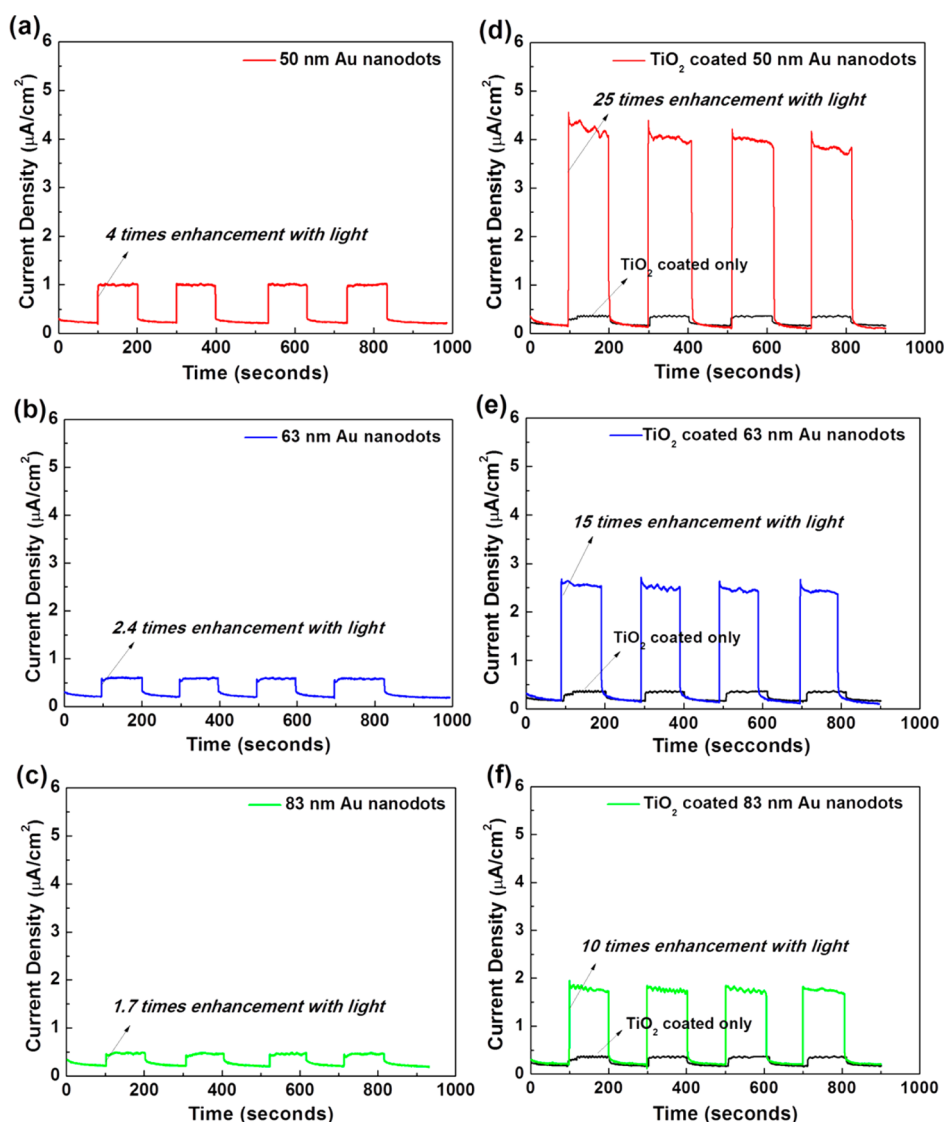 (a)
6
5
4
3
2
1
0
Current Density (μA/cm²)
50 nm Au nanodots
4 times enhancement with light
0 200 400 600 800 1000
Time (seconds)
(d)
6
5
4
3
2
1
0
Current Density (μA/cm²)
TiO₂ coated 50 nm Au nanodots
25 times enhancement with light
TiO₂ coated only
0 200 400 600 800 1000
Time (seconds)
(b)
6
5
4
3
2
1
0
Current Density (μA/cm²)
63 nm Au nanodots
2.4 times enhancement with light
0 200 400 600 800 1000
Time (seconds)
(e)
6
5
4
3
2
1
0
Current Density (μA/cm²)
TiO₂ coated 63 nm Au nanodots
15 times enhancement with light
TiO₂ coated only
0 200 400 600 800 1000
Time (secconds)
(c)
6
5
4
3
2
1
0
Current Density (μA/cm²)
83 nm Au nanodots
1.7 times enhancement with light
0 200 400 600 800 1000
Time (seconds)
(f)
6
5
4
3
2
1
0
Current Density (μA/cm²)
TiO₂ coated 83 nm Au nanodots
10 times enhancement with light
TiO₂ coated only
0 200 400 600 800 1000
Time (seconds)